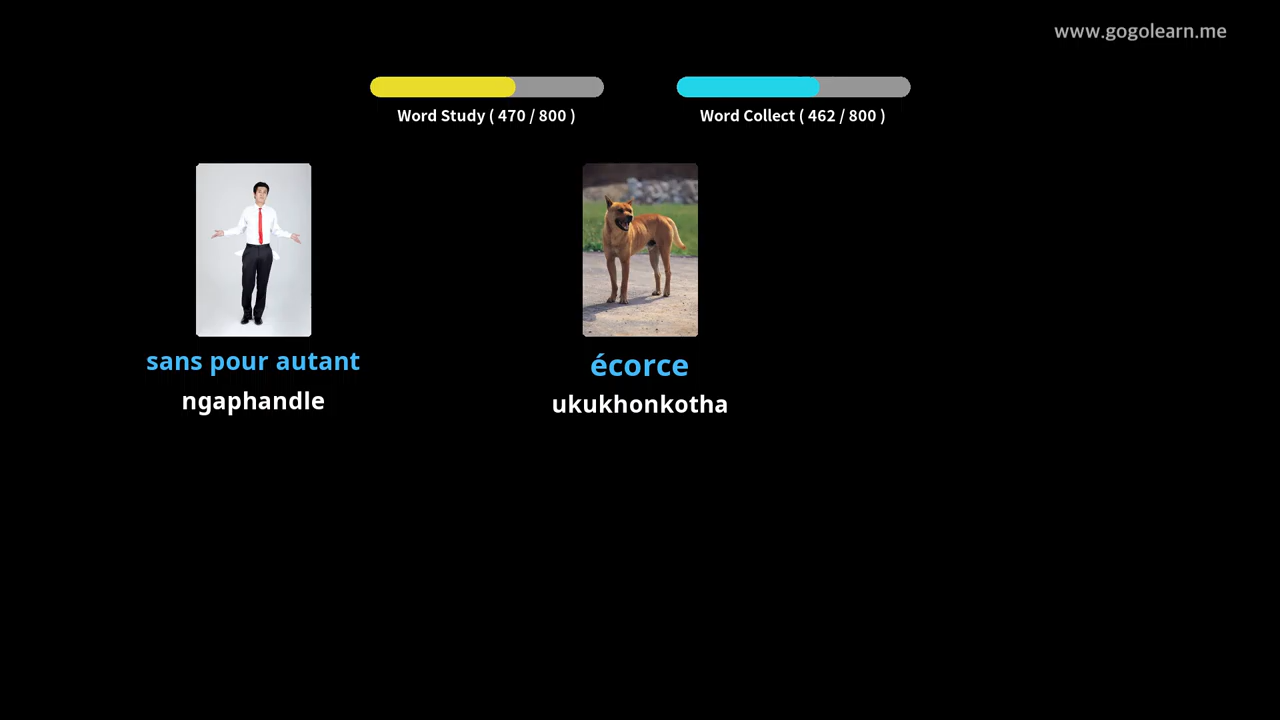 www.gogolearn.me
Word Study ( 470 / 800 )
Word Collect ( 462 / 800 )
sans pour autant
écorce
ngaphandle
ukukhonkotha